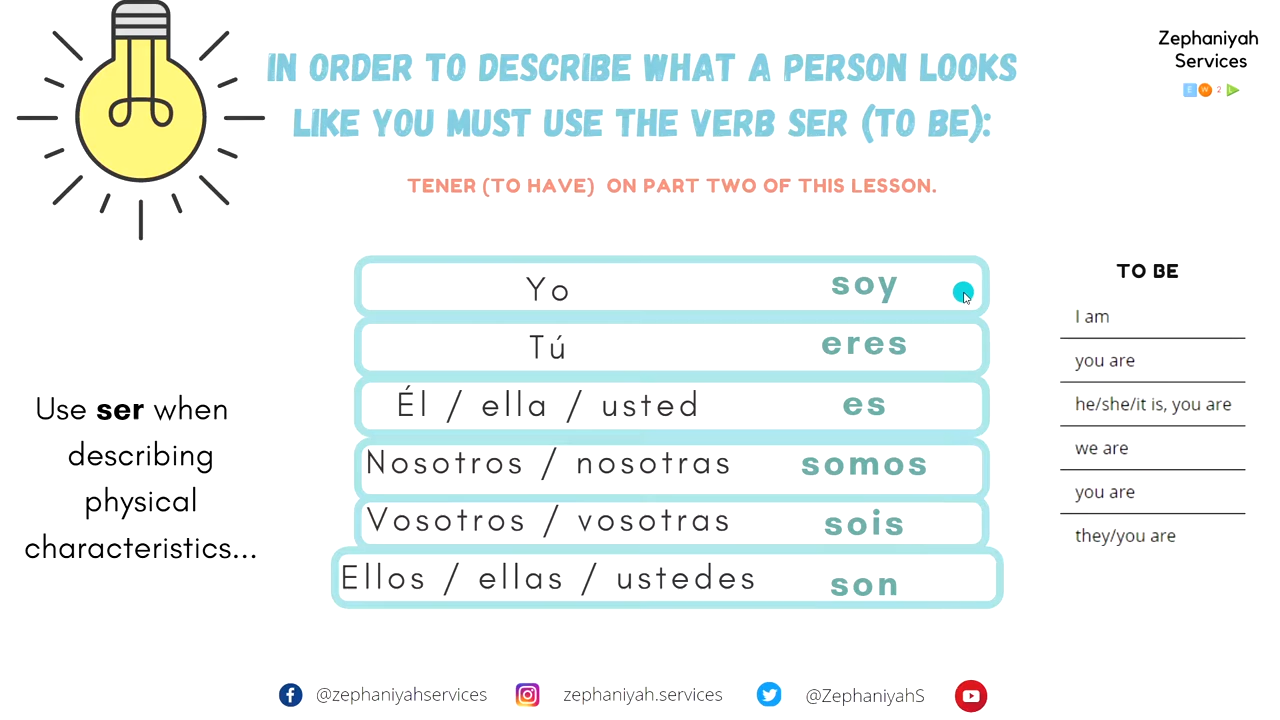 Zephaniyah
Services
E W 2
IN ORDER TO DESCRIBE WHAT A PERSON LOOKS
LIKE YOU MUST USE THE VERB SER (TO BE):
TENER (TO HAVE) ON PART TWO OF THIS LESSON.
Use ser when
describing
physical
characteristics...
Yo soy
Tú eres
Él / ella / usted es
Nosotros / nosotras somos
Vosotros / vosotras sois
Ellos / ellas / ustedes son
TO BE
I am
you are
he/she/it is, you are
we are
you are
they/you are
@zephaniyahservices zephaniyah.services @ZephaniyahS